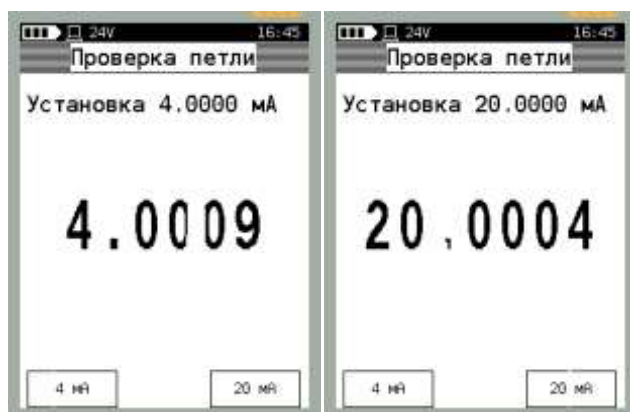 24V 16:45
Проверка петли
Установка 4.0000 мА
4.0009
4 мА 20 мА
24V 16:45
Проверка петли
Установка 20.0000 мА
20.0004
4 мА 20 мА